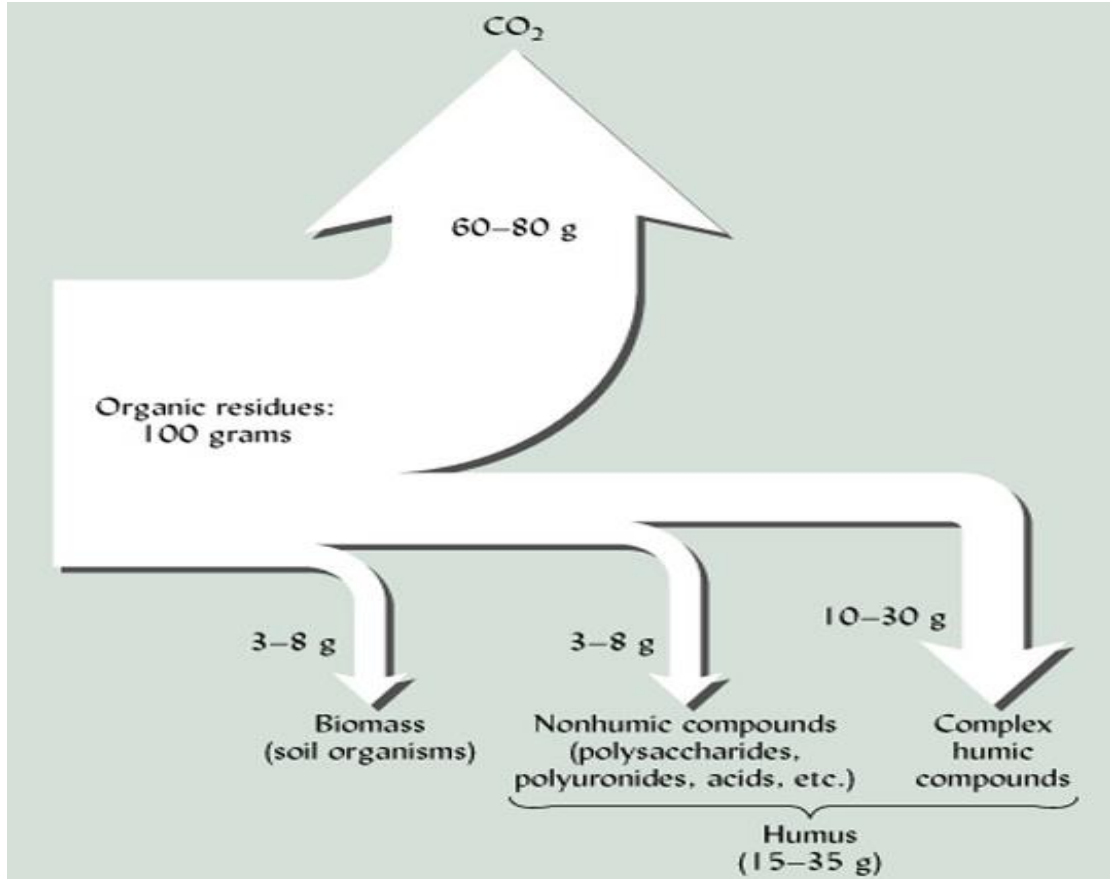 CO₂
60–80 g
Organic residues:
100 grams
3–8 g
3–8 g
10–30 g
Biomass
(soil organisms)
Nonhumic compounds
(polysaccharides,
polyuronides, acids, etc.)
Complex
humic
compounds
Humus
(15–35 g)